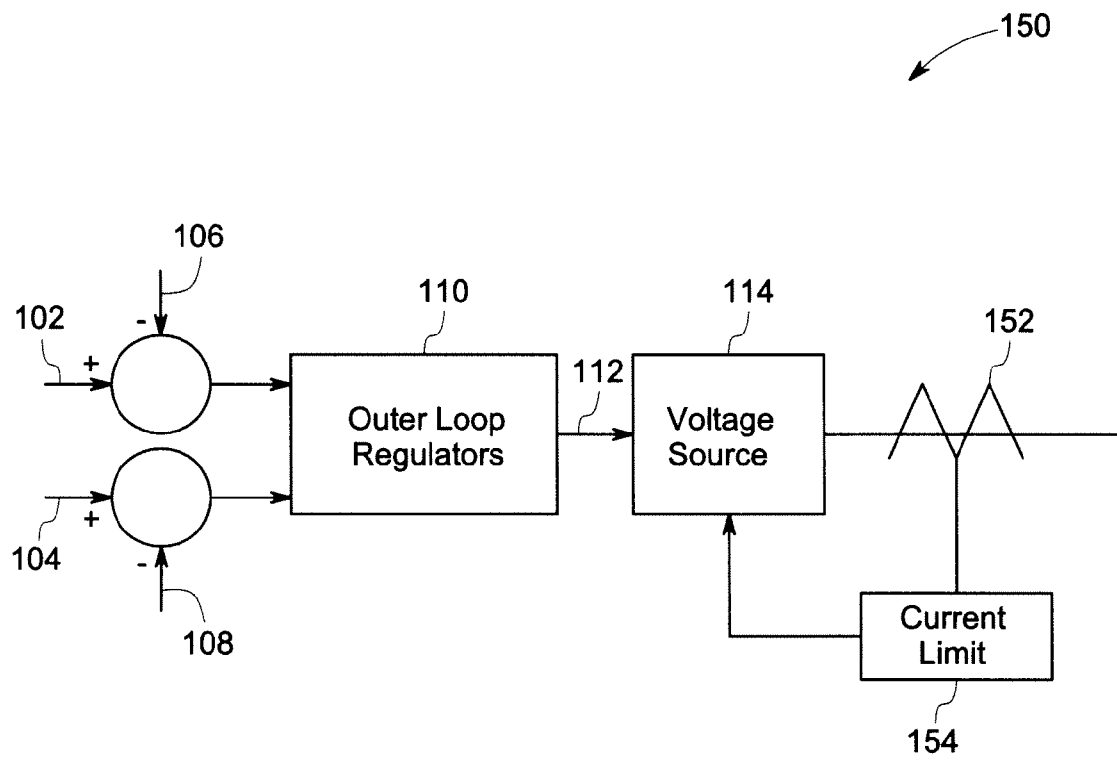 150
106
110
114
152
102
-
+
112
Outer Loop
Regulators
Voltage
Source
+
104
-
108
Current
Limit
154